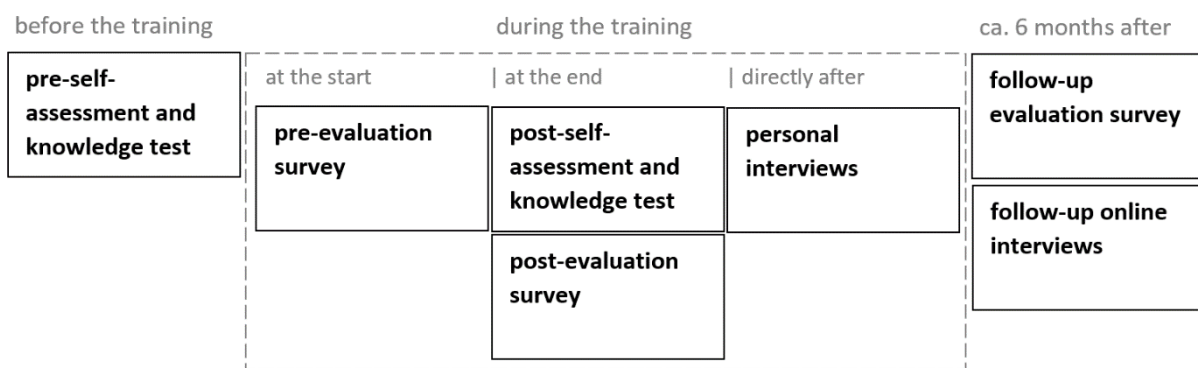 before the training
during the training
ca. 6 months after
pre-self-
assessment and
knowledge test
at the start
| at the end
| directly after
pre-evaluation
survey
post-self-
assessment and
knowledge test
post-evaluation
survey
personal
interviews
follow-up
evaluation survey
follow-up online
interviews